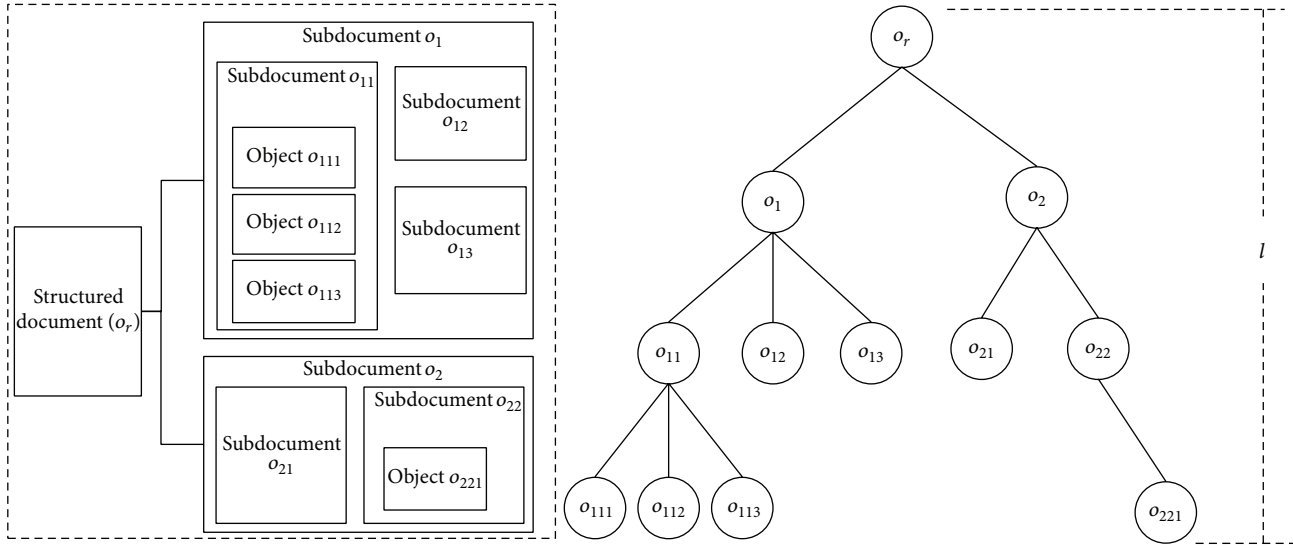 Subdocument o₁
Subdocument o₁₁
Object o₁₁₁
Object o₁₁₂
Object o₁₁₃
Subdocument
o₁₂
Subdocument
o₁₃
Structured
document (oᵣ)
Subdocument o₂
Subdocument
o₂₁
Subdocument o₂₂
Object o₂₂₁
oᵣ
o₁
o₂
o₁₁
o₁₂
o₁₃
o₂₁
o₂₂
o₁₁₁
o₁₁₂
o₁₁₃
o₂₂₁
l